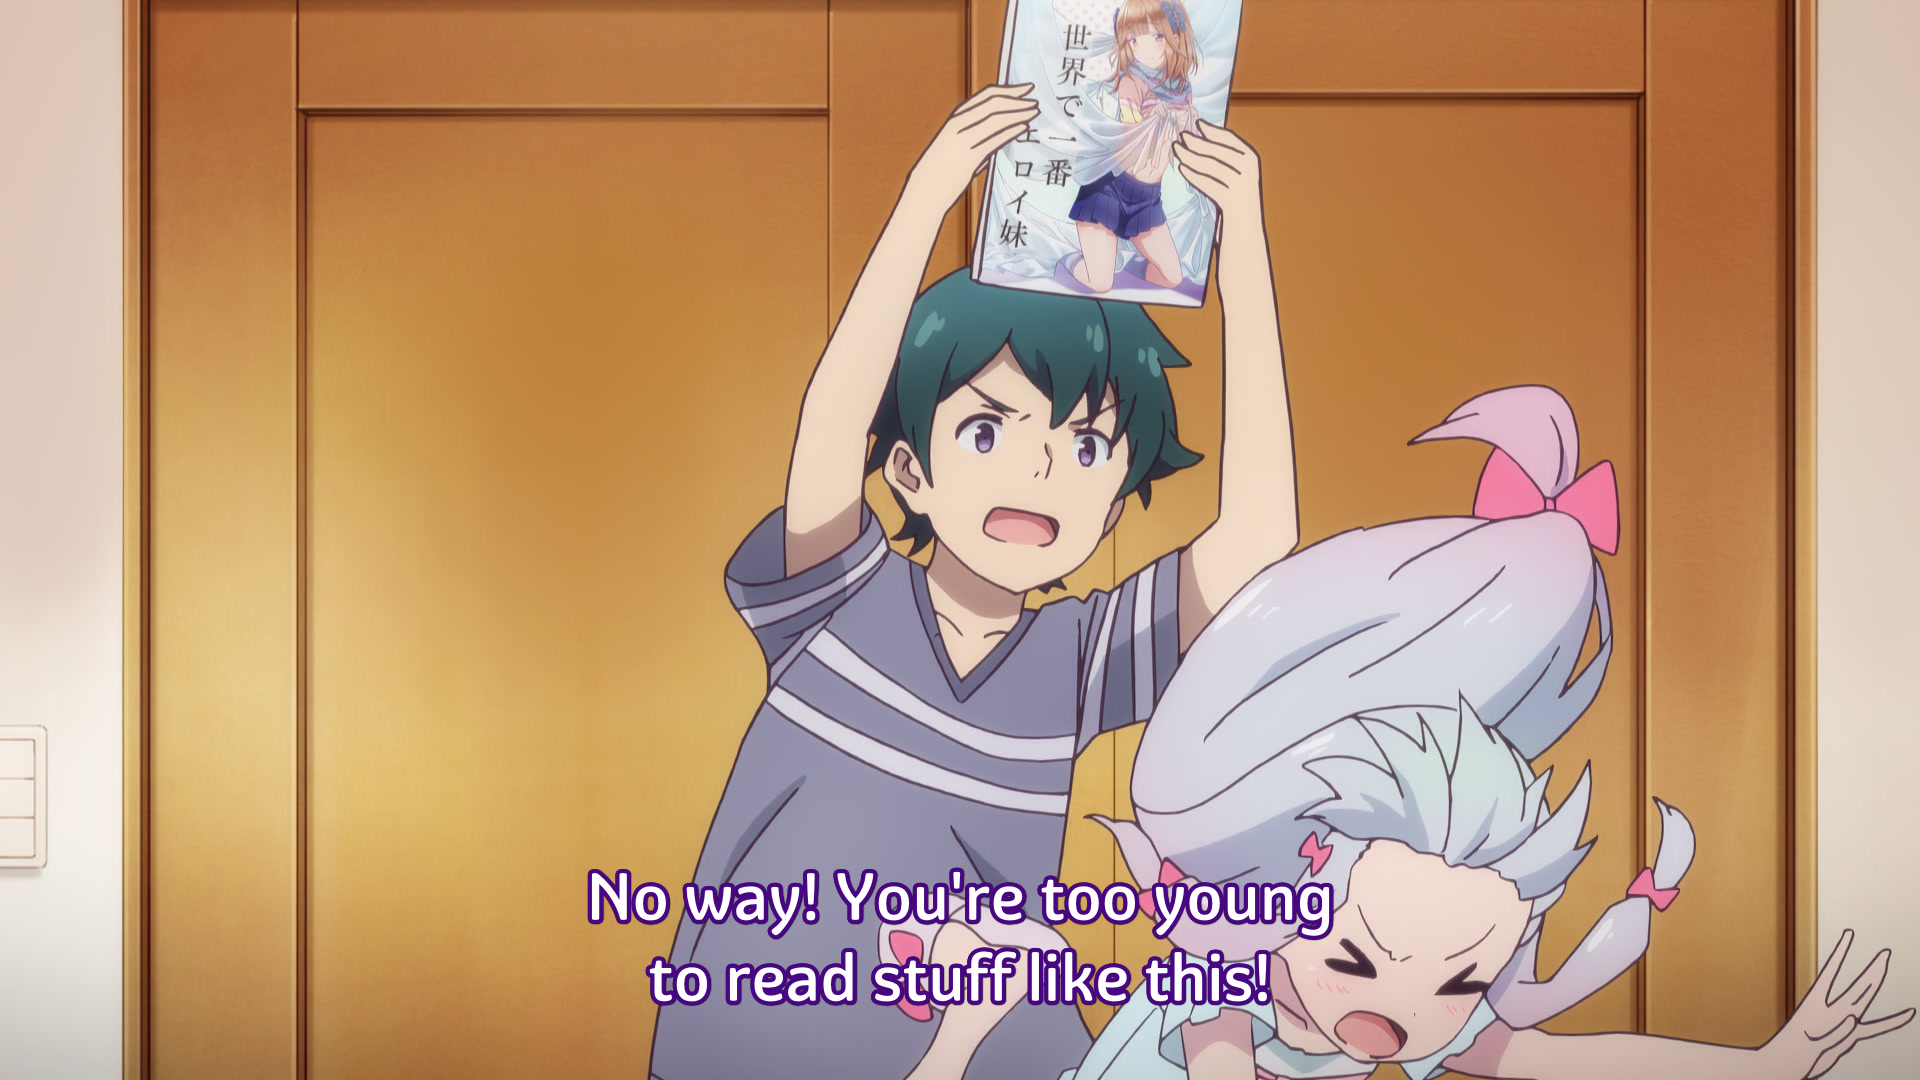 世界で一番
エロイ妹
No way! You're too young
to read stuff like this!